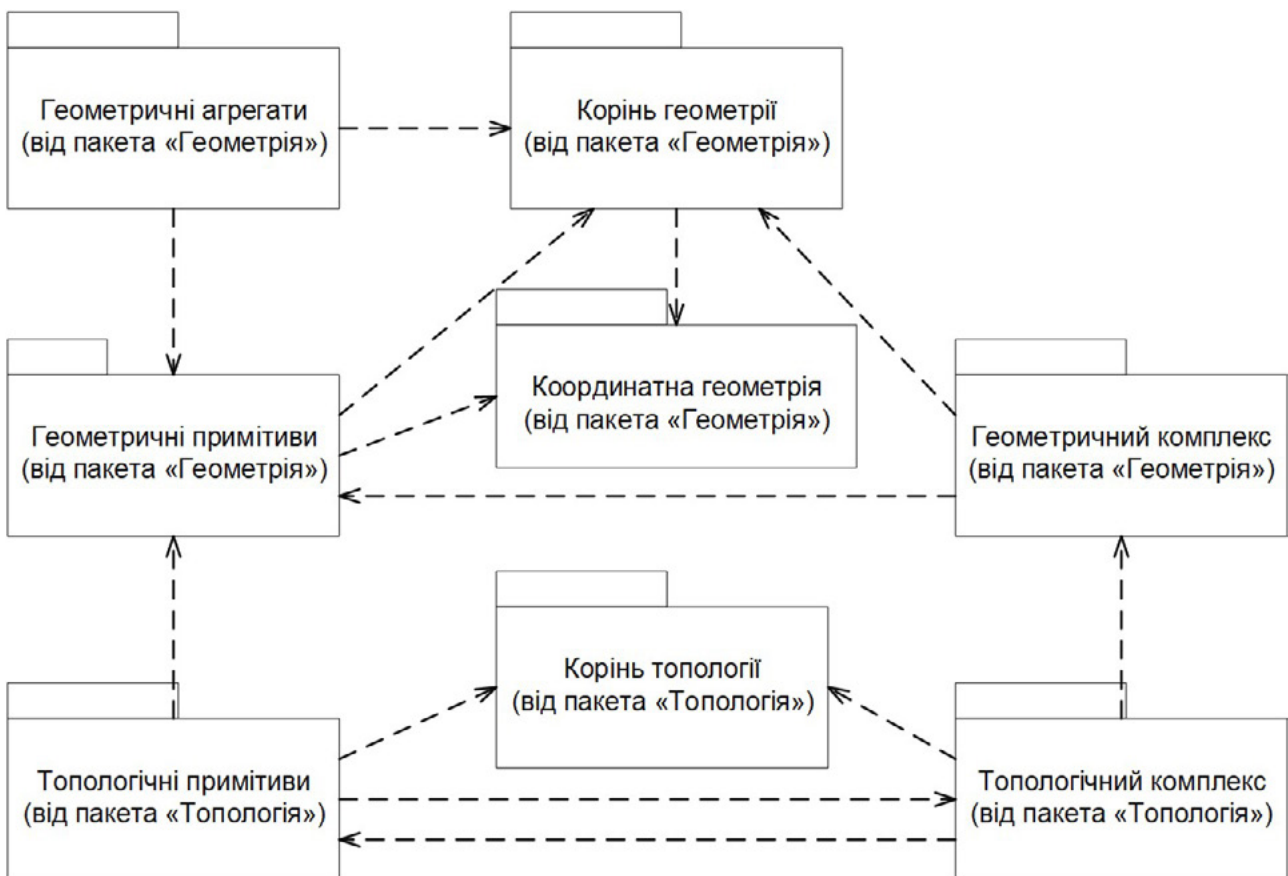 Геометричні агрегати
(від пакета «Геометрія»)
Корінь геометрії
(від пакета «Геометрія»)
Координатна геометрія
(від пакета «Геометрія»)
Геометричні примітиви
(від пакета «Геометрія»)
Геометричний комплекс
(від пакета «Геометрія»)
Корінь топології
(від пакета «Топологія»)
Топологічні примітиви
(від пакета «Топологія»)
Топологічний комплекс
(від пакета «Топологія»)